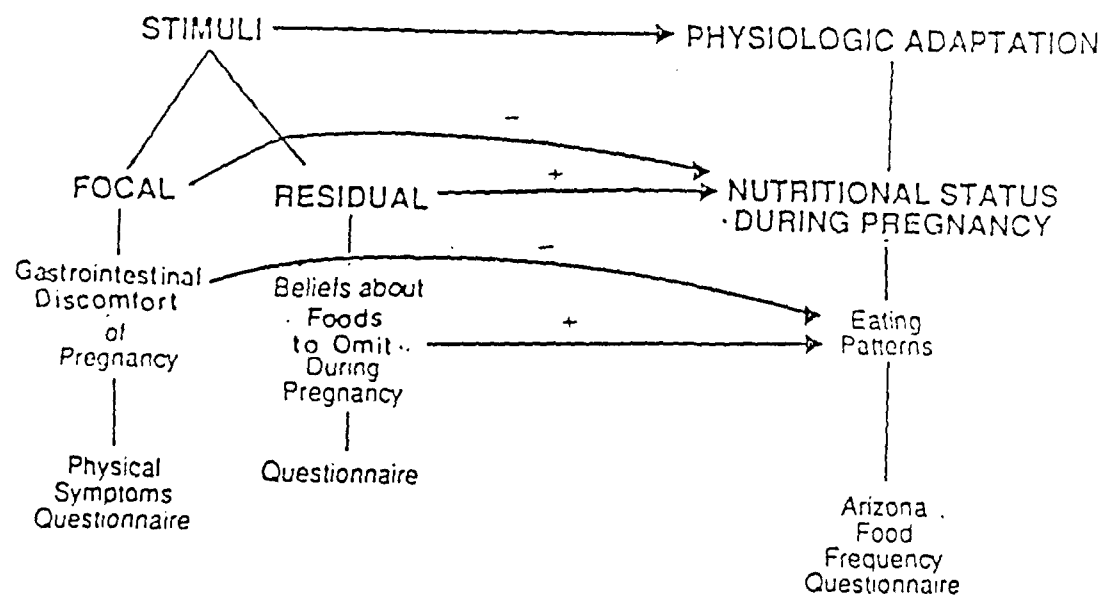 STIMULI
PHYSIOLOGIC ADAPTATION
−
FOCAL
RESIDUAL
+
NUTRITIONAL STATUS
DURING PREGNANCY
Gastrointestinal
Discomfort
of
Pregnancy
−
Beliefs about
Foods
to Omit
During
Pregnancy
+
Eating
Patterns
Physical
Symptoms
Questionnaire
Questionnaire
Arizona
Food
Frequency
Questionnaire